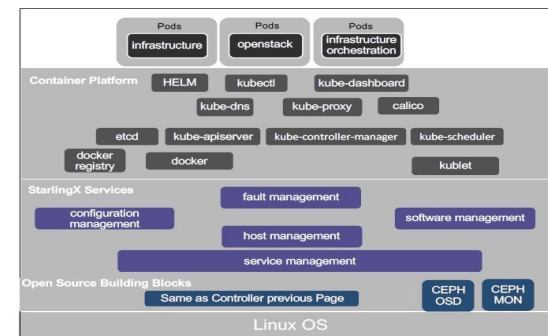 Pods
Pods
Pods
infrastructure
openstack
infrastructure
orchestration
Container Platform
HELM
kubectl
kube-dashboard
kube-dns
kube-proxy
calico
etcd
kube-apiserver
kube-controller-manager
kube-scheduler
docker
registry
docker
kublet
StarlingX Services
fault management
configuration
management
software management
host management
service management
Open Source Building Blocks
Same as Controller previous Page
CEPH
OSD
CEPH
MON
Linux OS